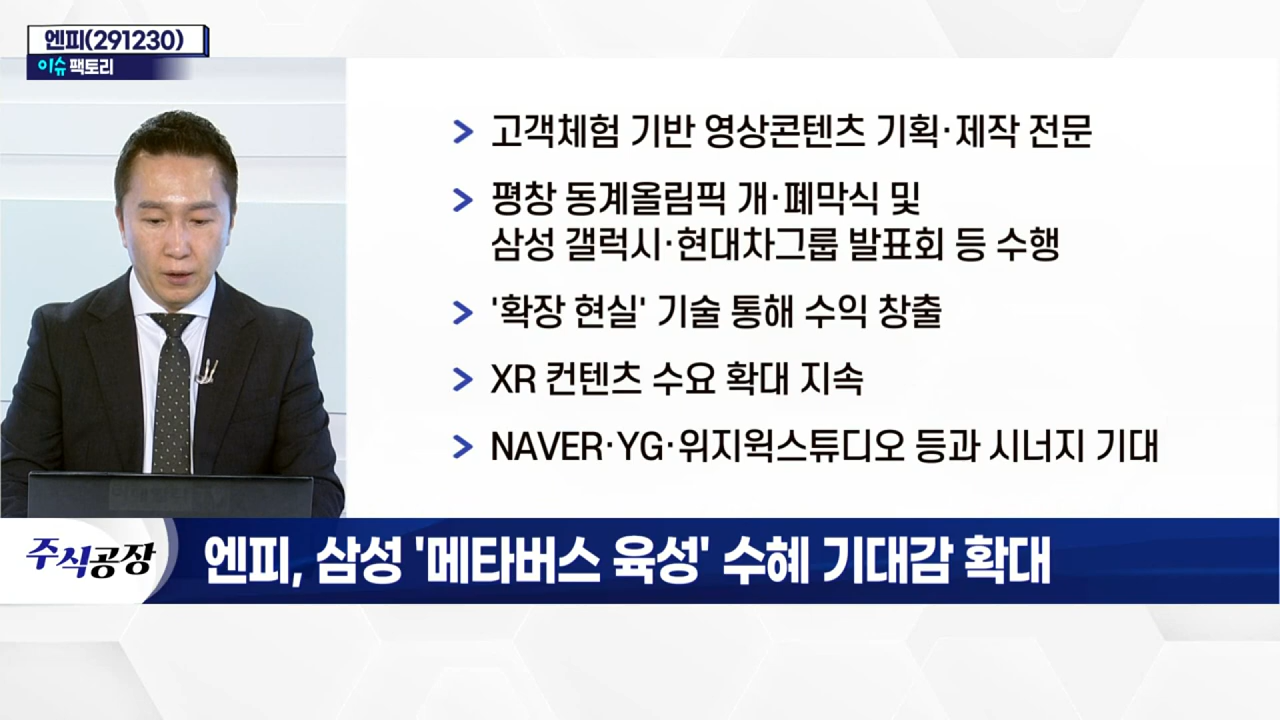 엔피(291230)
이슈 팩토리
> 고객체험 기반 영상콘텐츠 기획·제작 전문
> 평창 동계올림픽 개·폐막식 및
삼성 갤럭시·현대차그룹 발표회 등 수행
> '확장 현실' 기술 통해 수익 창출
> XR 컨텐츠 수요 확대 지속
> NAVER·YG·위지윅스튜디오 등과 시너지 기대
주식공장
엔피, 삼성 '메타버스 육성' 수혜 기대감 확대